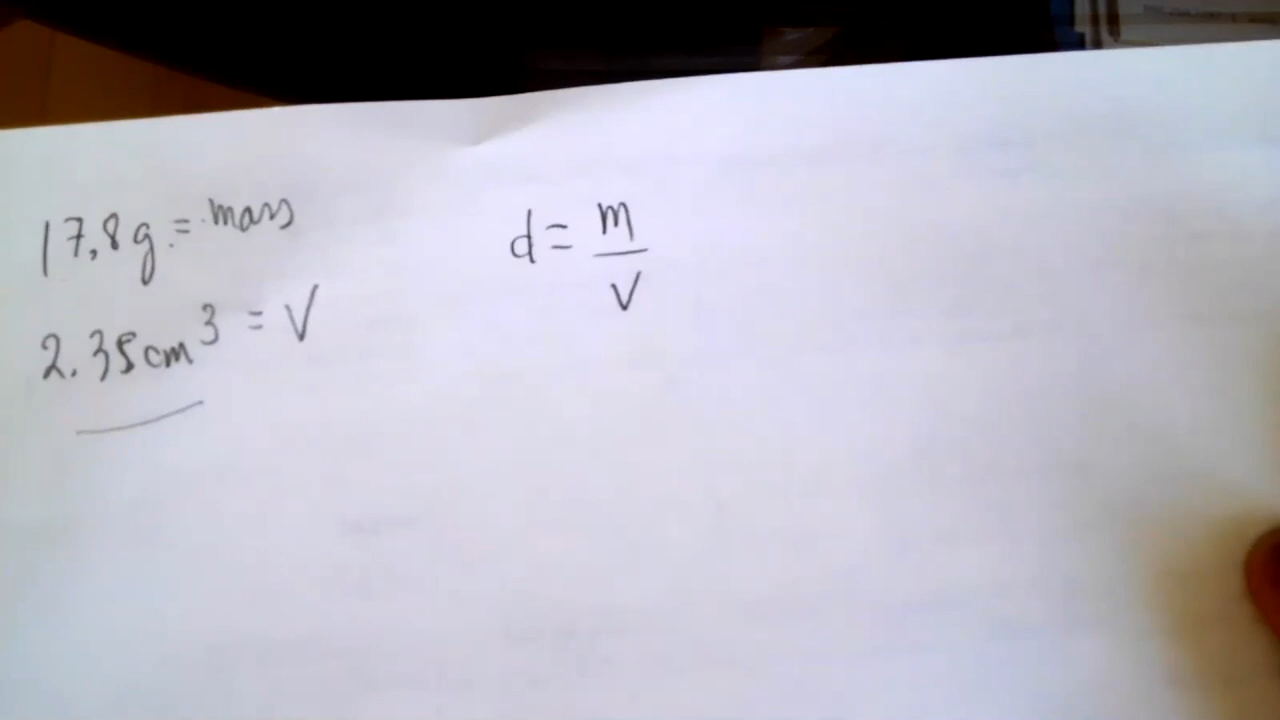 17,8g = mass
d = m
V
2.35cm³ = V